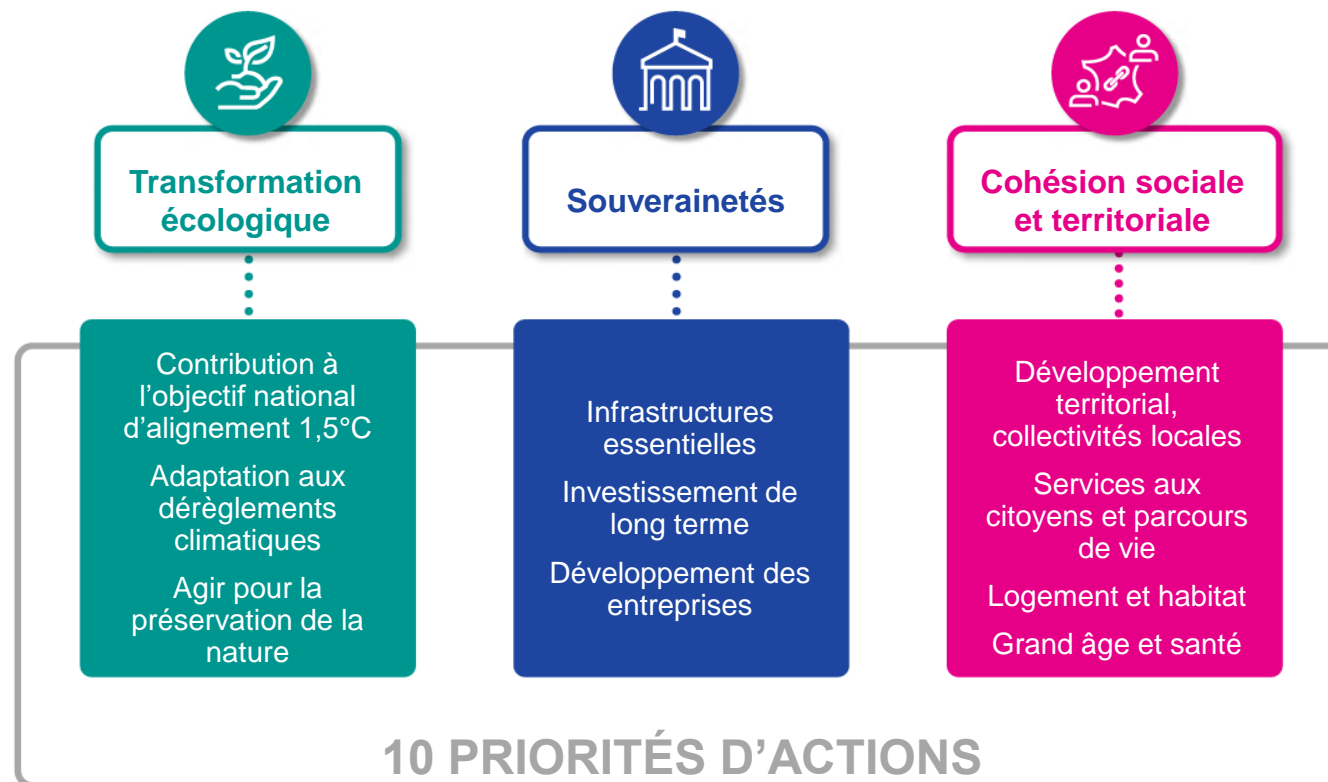 Transformation
écologique
Contribution à
l’objectif national
d’alignement 1,5°C
Adaptation aux
dérèglements
climatiques
Agir pour la
préservation de la
nature
Souverainetés
Infrastructures
essentielles
Investissement de
long terme
Développement des
entreprises
Cohésion sociale
et territoriale
Développement
territorial,
collectivités locales
Services aux
citoyens et parcours
de vie
Logement et habitat
Grand âge et santé
10 PRIORITÉS D’ACTIONS